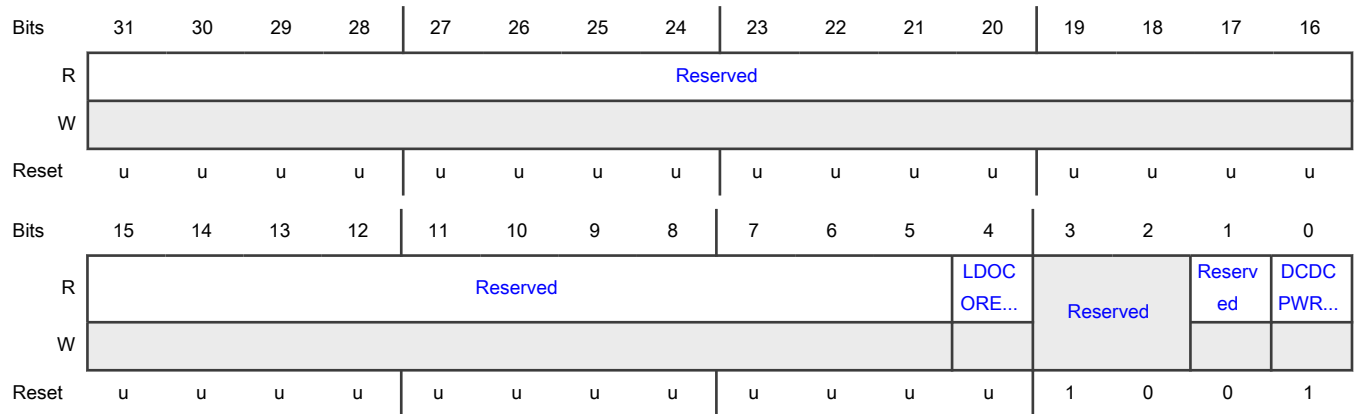 Bits 31 30 29 28 27 26 25 24 23 22 21 20 19 18 17 16
R Reserved
W
Reset u u u u u u u u u u u u u u u u
Bits 15 14 13 12 11 10 9 8 7 6 5 4 3 2 1 0
R Reserved LDOC ORE... Reserved Reserv ed DCDC PWR...
W
Reset u u u u u u u u u u u u 1 0 0 1